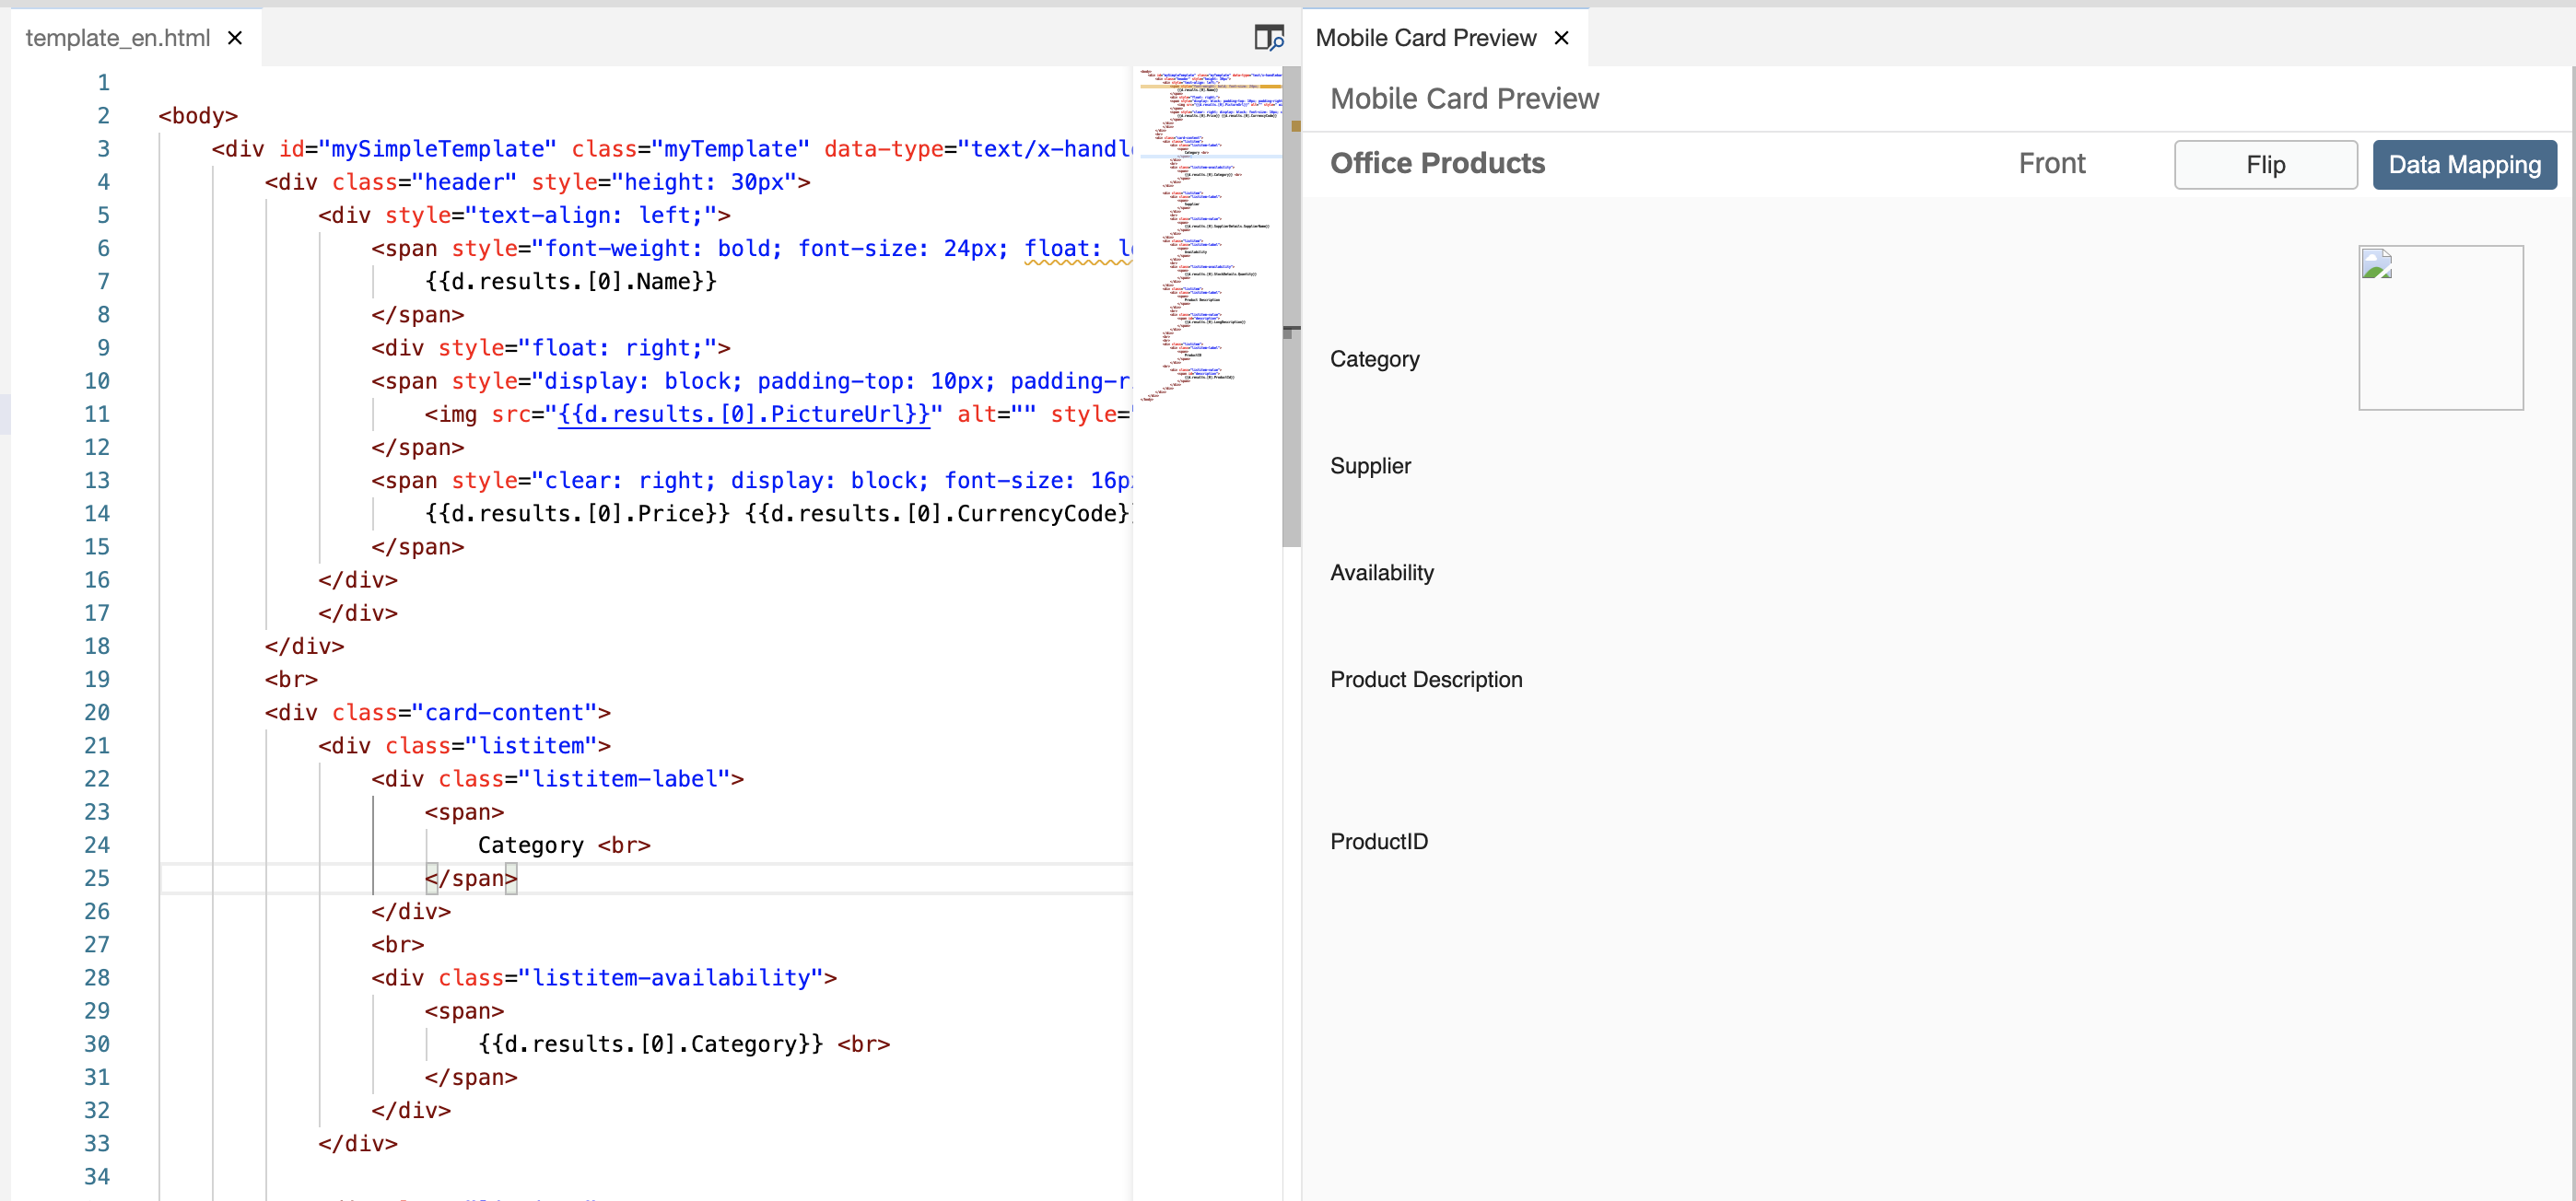 template_en.html ×
1
2 <body>
3 <div id="mySimpleTemplate" class="myTemplate" data-type="text/x-handl
4 <div class="header" style="height: 30px">
5 <div style="text-align: left;">
6 <span style="font-weight: bold; font-size: 24px; float: l
7 {{d.results.[0].Name}}
8 </span>
9 <div style="float: right;">
10 <span style="display: block; padding-top: 10px; padding-r
11 <img src="{{d.results.[0].PictureUrl}}" alt="" style=
12 </span>
13 <span style="clear: right; display: block; font-size: 16p
14 {{d.results.[0].Price}} {{d.results.[0].CurrencyCode}
15 </span>
16 </div>
17 </div>
18 </div>
19 <br>
20 <div class="card-content">
21 <div class="listitem">
22 <div class="listitem-label">
23 <span>
24 Category <br>
25 </span>
26 </div>
27 <br>
28 <div class="listitem-availability">
29 <span>
30 {{d.results.[0].Category}} <br>
31 </span>
32 </div>
33 </div>
34
Mobile Card Preview ×
Mobile Card Preview
Office Products Front Flip Data Mapping
Category
Supplier
Availability
Product Description
ProductID